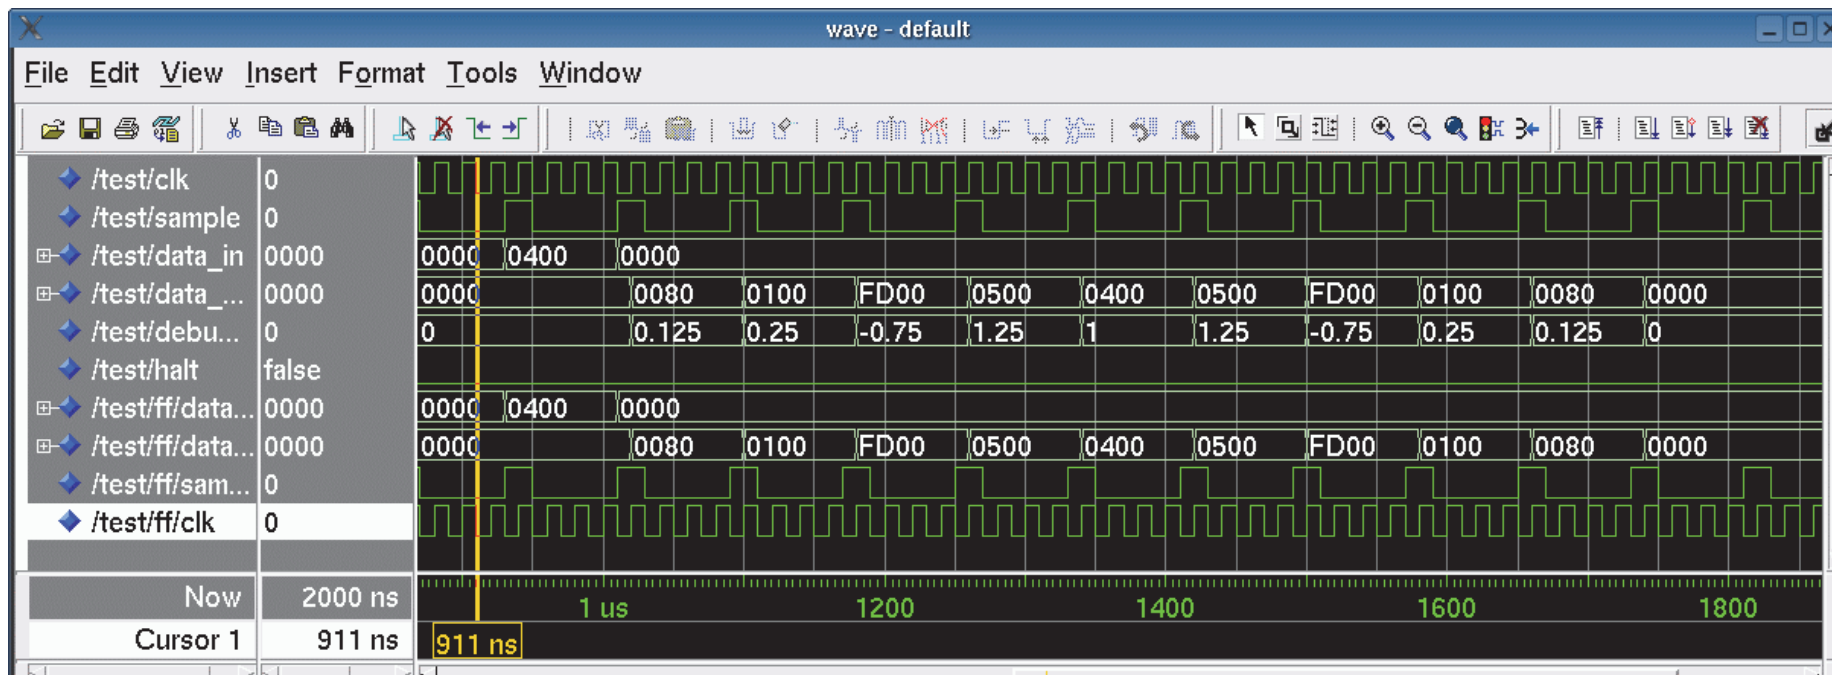 wave - default
File Edit View Insert Format Tools Window
/test/clk 0
/test/sample 0
/test/data_in 0000 0000 0400 0000
/test/data_... 0000 0000 0080 0100 FD00 0500 0400 0500 FD00 0100 0080 0000
/test/debu... 0 0 0.125 0.25 -0.75 1.25 1 1.25 -0.75 0.25 0.125 0
/test/halt false
/test/ff/data... 0000 0000 0400 0000
/test/ff/data... 0000 0000 0080 0100 FD00 0500 0400 0500 FD00 0100 0080 0000
/test/ff/sam... 0
/test/ff/clk 0
Now 2000 ns 1 us 1200 1400 1600 1800
Cursor 1 911 ns 911 ns